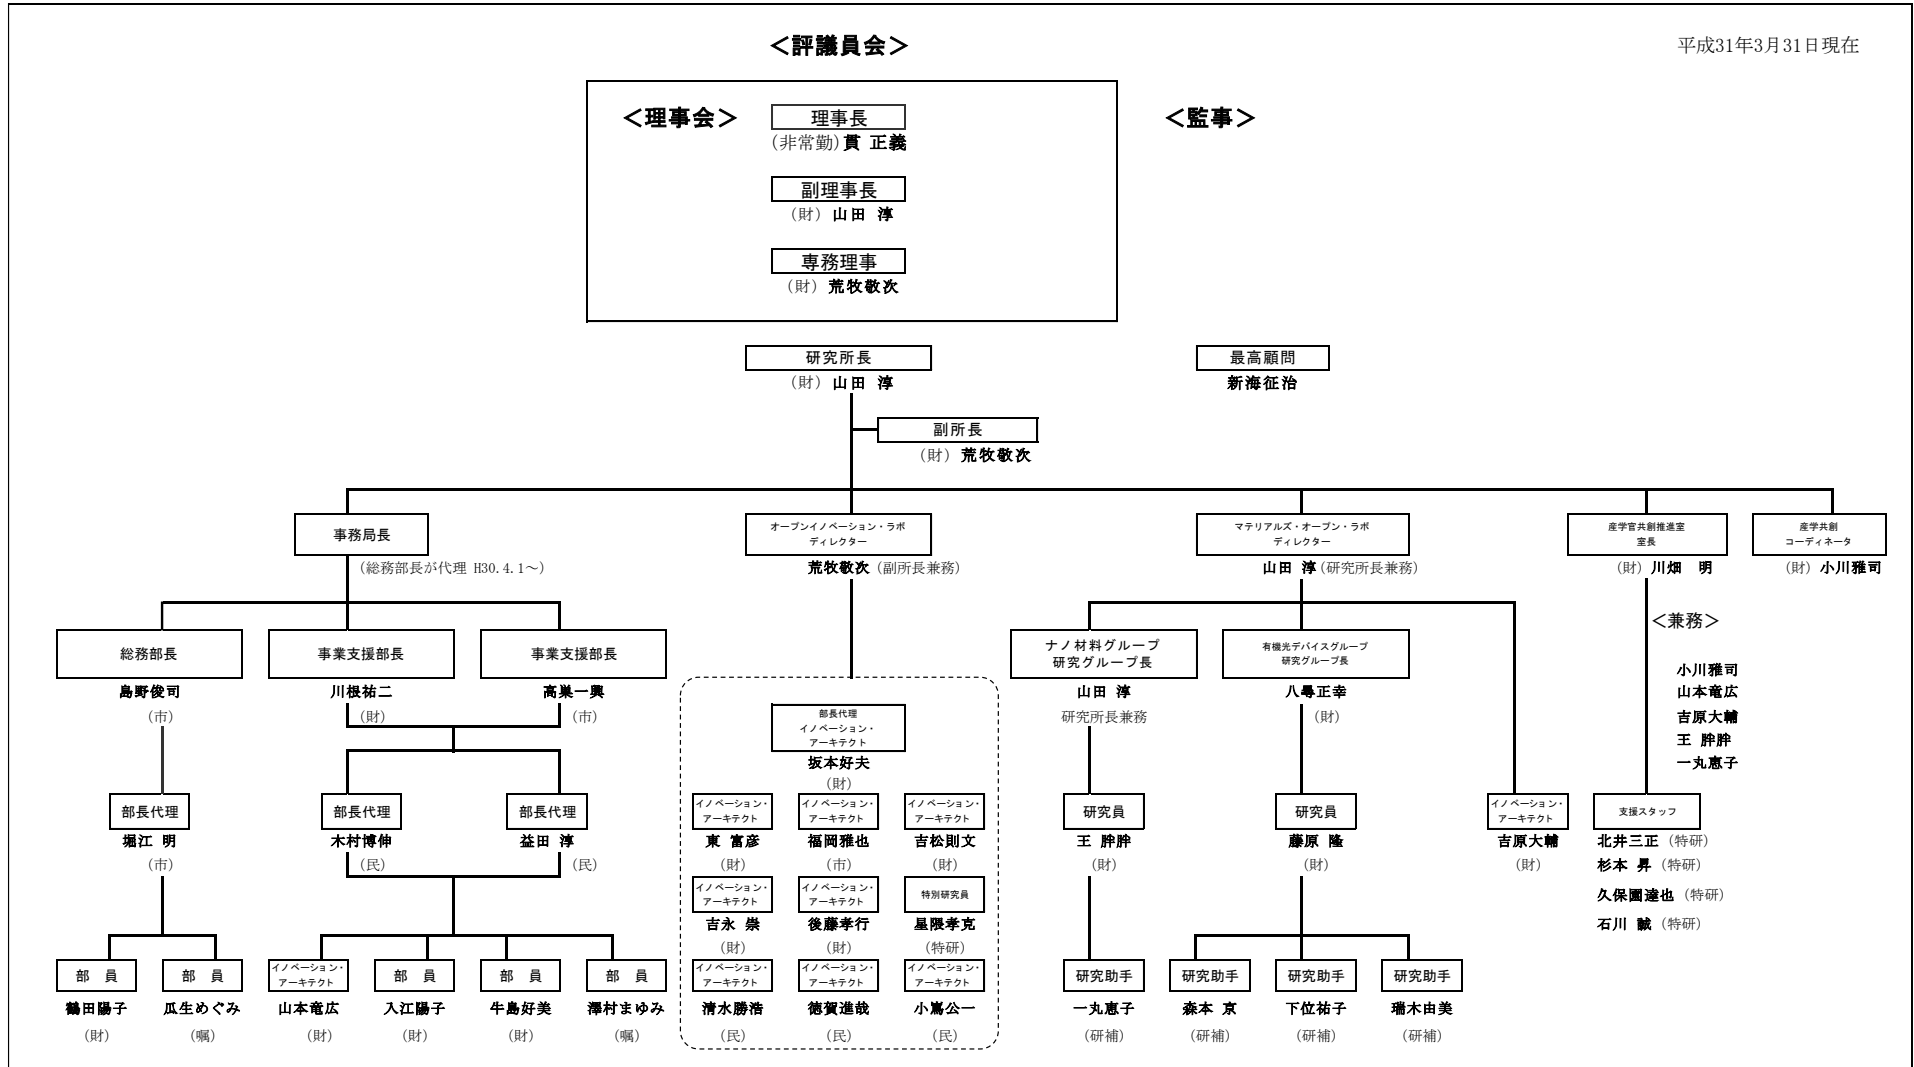 ＜評議員会＞
平成31年3月31日現在
＜理事会＞
理事長
(非常勤)貫 正義
＜監事＞
副理事長
(財) 山田 淳
専務理事
(財) 荒牧敬次
研究所長
(財) 山田 淳
最高顧問
新海征治
副所長
(財) 荒牧敬次
事務局長
(総務部長が代理 H30.4.1～)
オープンイノベーション・ラボ
ディレクター
荒牧敬次 (副所長兼務)
マテリアルズ・オープン・ラボ
ディレクター
山田 淳 (研究所長兼務)
産学官共創推進室
室長
(財) 川畑 明
産学共創
コーディネータ
(財) 小川雅司
総務部長
島野俊司
(市)
事業支援部長
川根祐二
(財)
事業支援部長
高巣一興
(市)
ナノ材料グループ
研究グループ長
山田 淳
研究所長兼務
有機光デバイスグループ
研究グループ長
八尋正幸
(財)
＜兼務＞
小川雅司
山本竜広
吉原大輔
王 胖胖
一丸恵子
部長代理
イノベーション・
アーキテクト
坂本好夫
(財)
部長代理
堀江 明
(市)
部長代理
木村博伸
(民)
部長代理
益田 淳
(民)
イノベーション・
アーキテクト
東 富彦
(財)
イノベーション・
アーキテクト
福岡雅也
(市)
イノベーション・
アーキテクト
吉松則文
(財)
研究員
王 胖胖
(財)
研究員
藤原 隆
(財)
イノベーション・
アーキテクト
吉原大輔
(財)
支援スタッフ
北井三正 (特研)
杉本 昇 (特研)
久保園達也 (特研)
石川 誠 (特研)
イノベーション・
アーキテクト
吉永 崇
(財)
イノベーション・
アーキテクト
後藤孝行
(財)
特別研究員
星隈孝克
(特研)
部 員
鶴田陽子
(財)
部 員
瓜生めぐみ
(嘱)
イノベーション・
アーキテクト
山本竜広
(財)
部 員
入江陽子
(財)
部 員
牛島好美
(財)
部 員
澤村まゆみ
(嘱)
イノベーション・
アーキテクト
清水勝浩
(民)
イノベーション・
アーキテクト
徳賀進哉
(民)
イノベーション・
アーキテクト
小嶌公一
(民)
研究助手
一丸恵子
(研補)
研究助手
森本 京
(研補)
研究助手
下位祐子
(研補)
研究助手
瑞木由美
(研補)